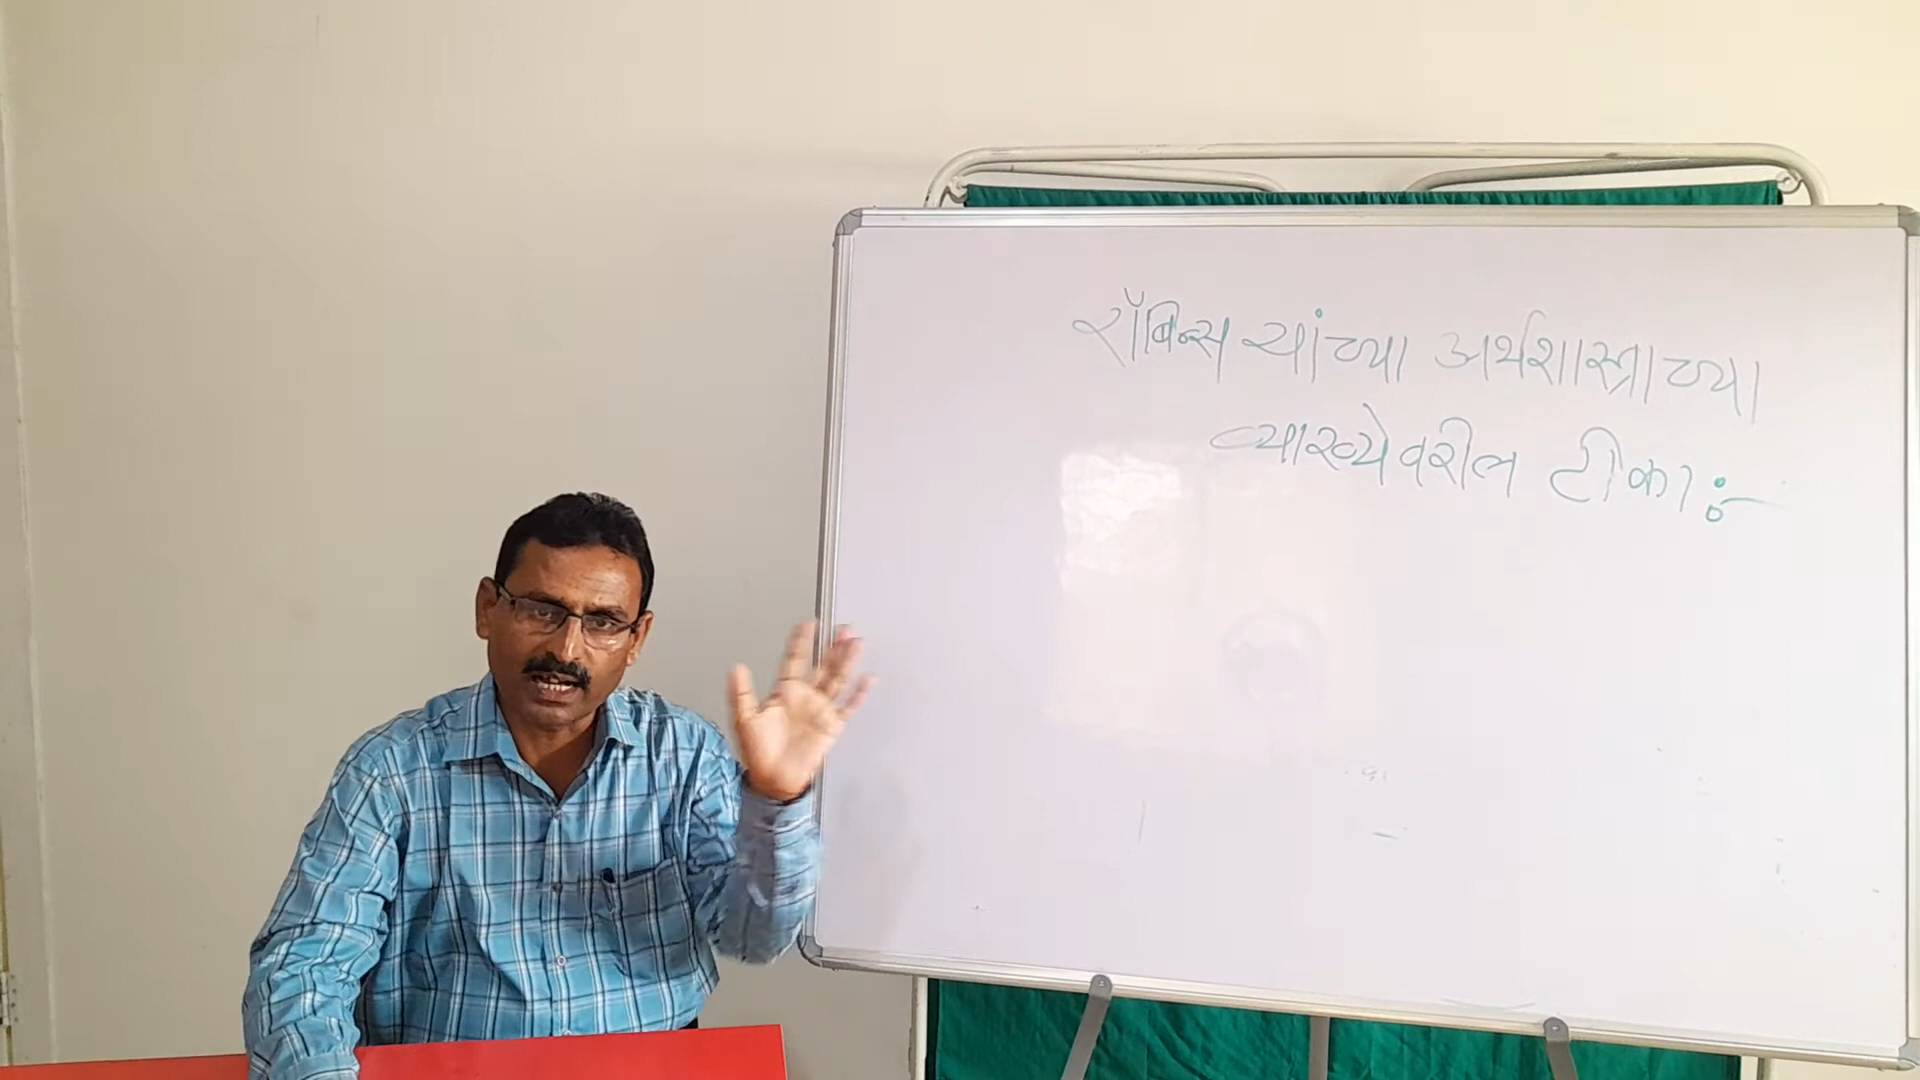 रॉबिन्स यांच्या अर्थशास्त्राच्या
व्याख्येवरील टीका :-